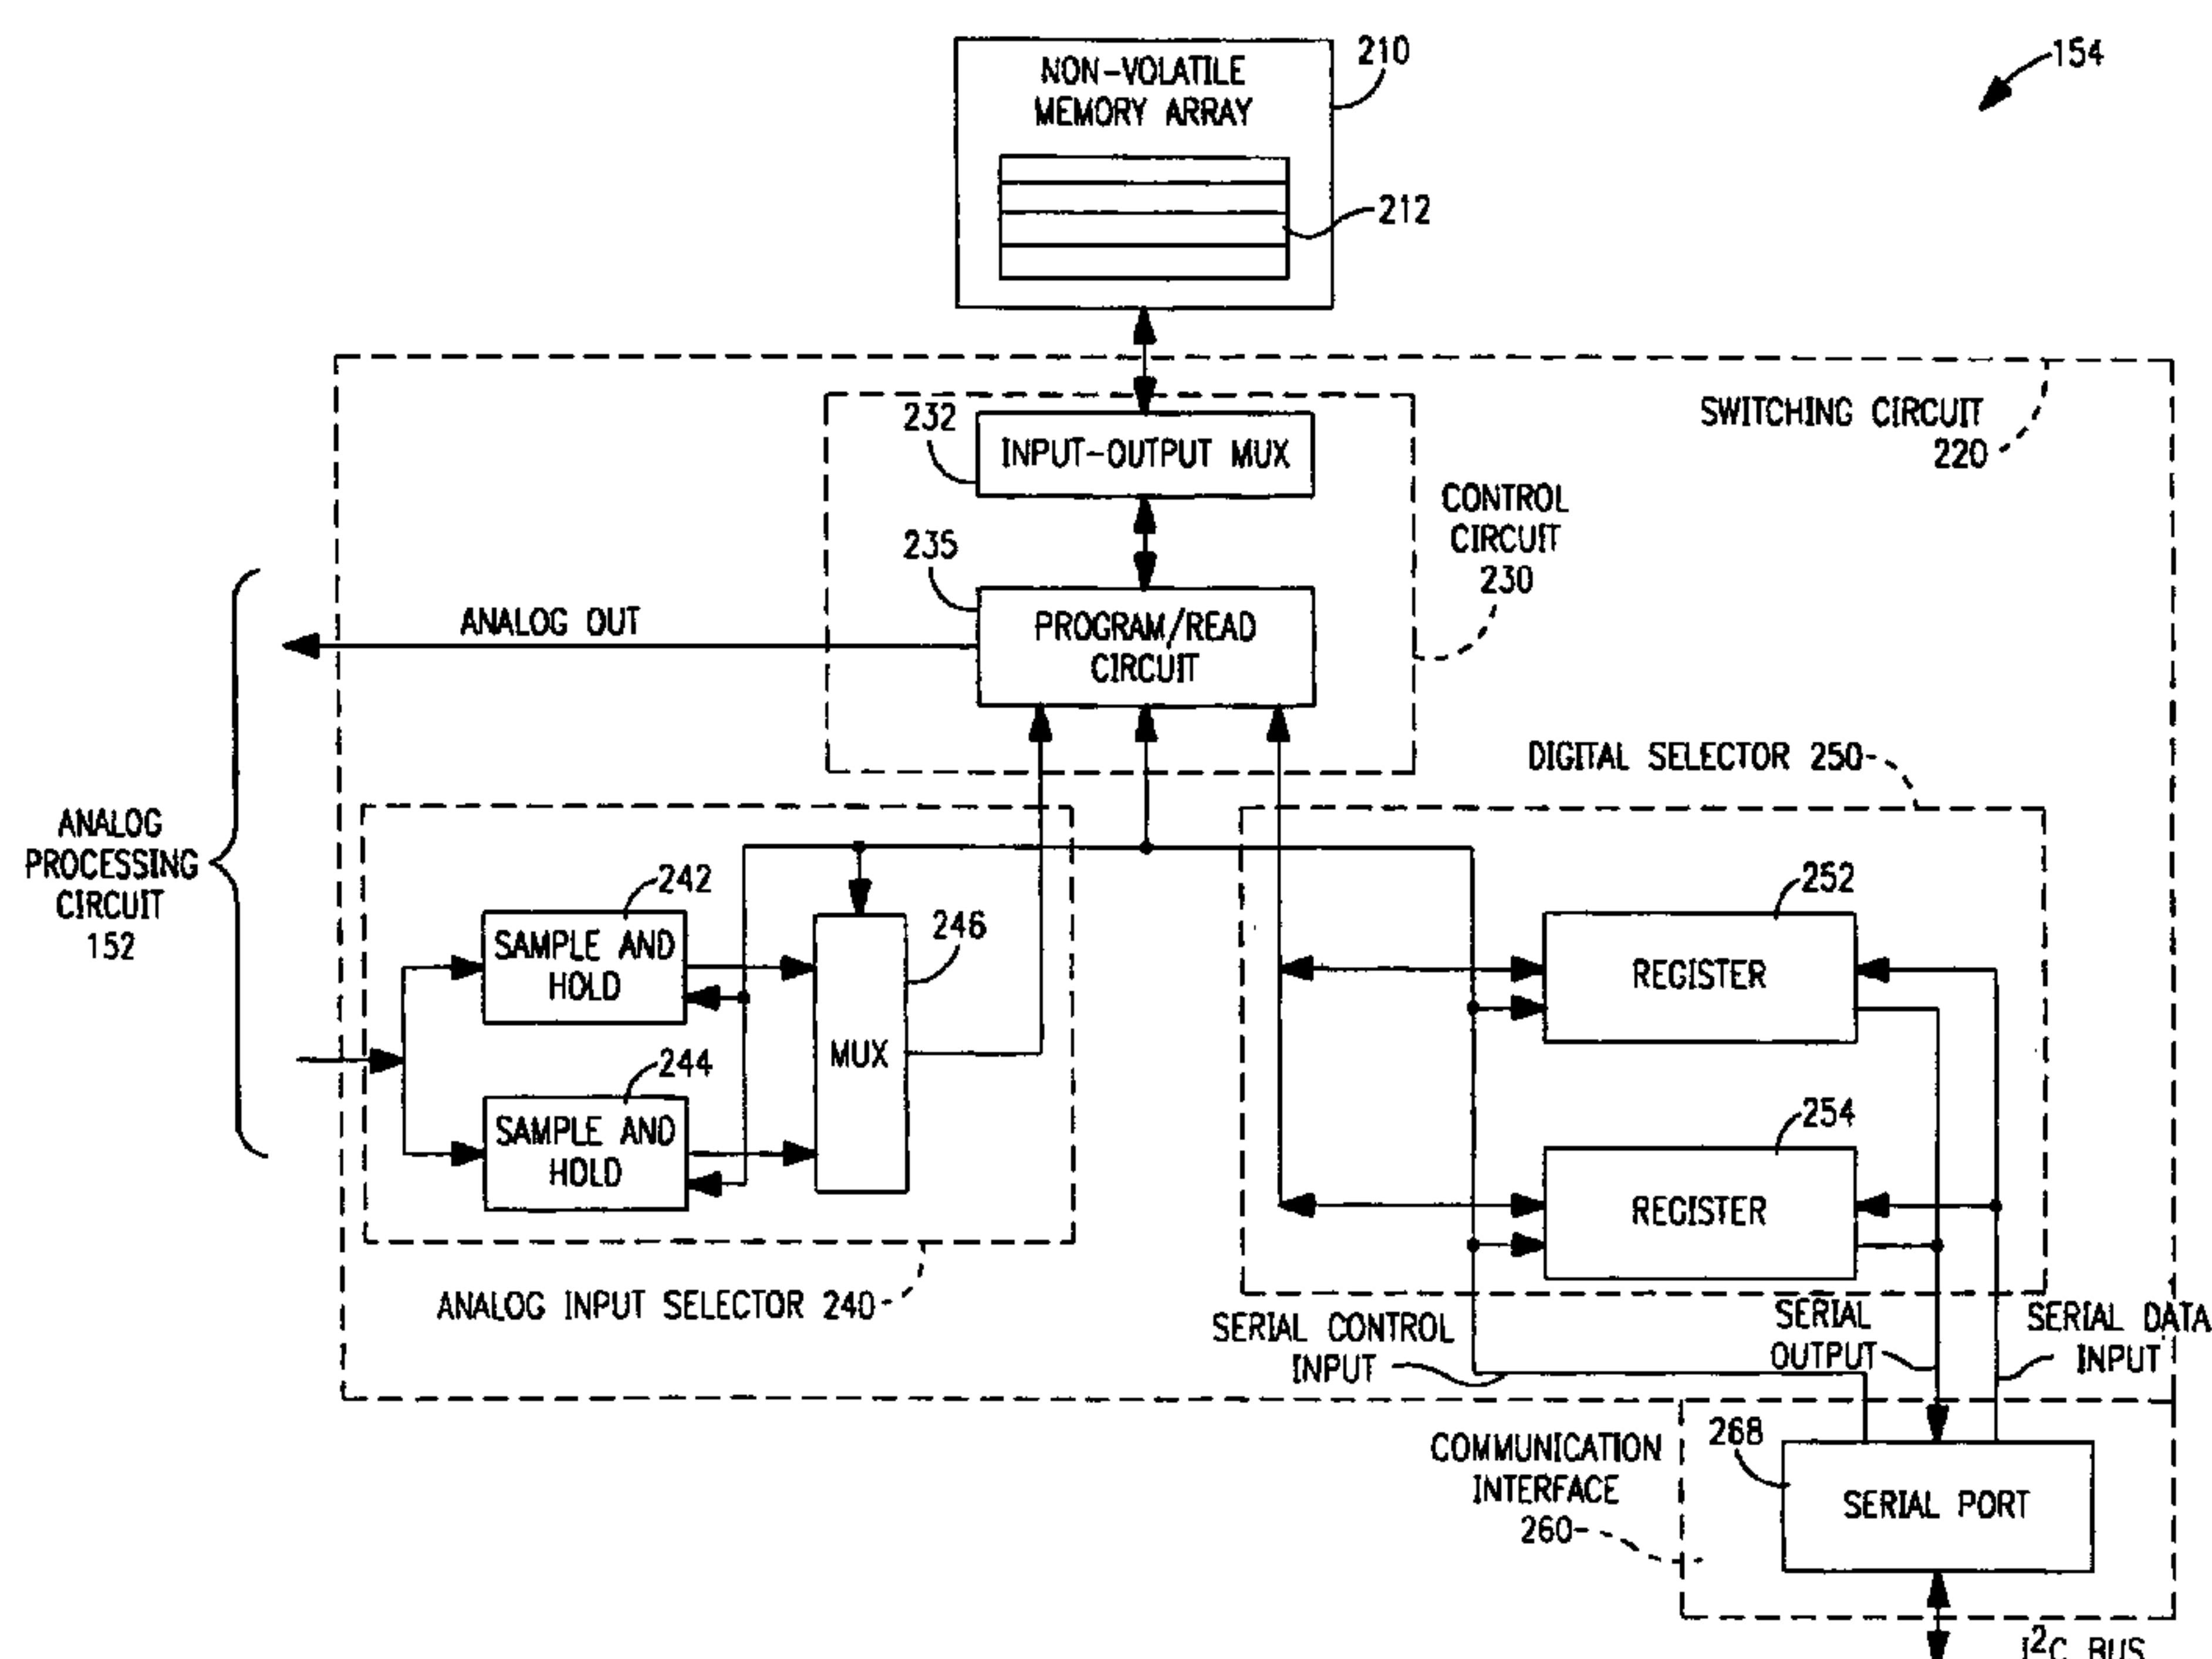 NON-VOLATILE
MEMORY ARRAY
210
154
212
SWITCHING CIRCUIT
220
232
INPUT-OUTPUT MUX
CONTROL
CIRCUIT
230
235
PROGRAM/READ
CIRCUIT
ANALOG OUT
DIGITAL SELECTOR 250
ANALOG
PROCESSING
CIRCUIT
152
242
SAMPLE AND
HOLD
246
MUX
244
SAMPLE AND
HOLD
252
REGISTER
254
REGISTER
ANALOG INPUT SELECTOR 240
SERIAL CONTROL
INPUT
SERIAL
OUTPUT
SERIAL DATA
INPUT
COMMUNICATION
INTERFACE
260
268
SERIAL PORT
I²C BUS